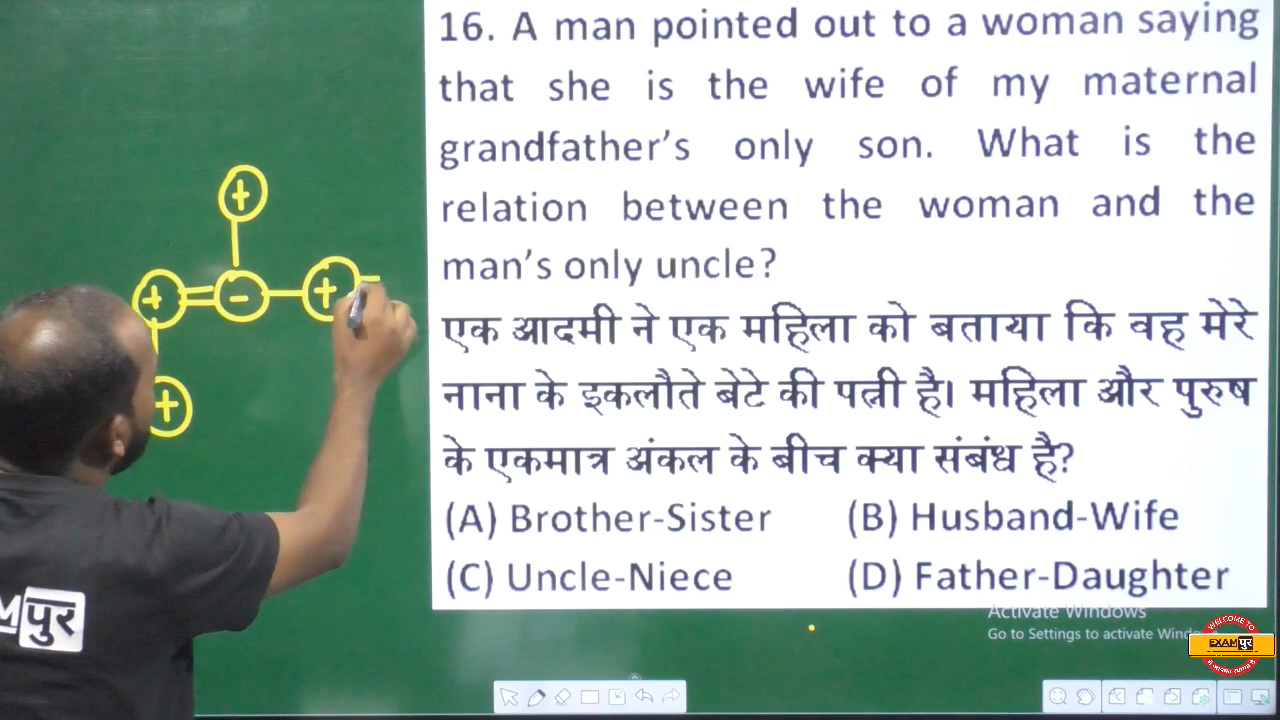 16. A man pointed out to a woman saying
that she is the wife of my maternal
grandfather's only son. What is the
relation between the woman and the
man's only uncle?
एक आदमी ने एक महिला को बताया कि वह मेरे
नाना के इकलौते बेटे की पत्नी है। महिला और पुरुष
के एकमात्र अंकल के बीच क्या संबंध है?
(A) Brother-Sister (B) Husband-Wife
(C) Uncle-Niece (D) Father-Daughter
+
+ - +
+
Mपुर
Activate Windows
Go to Settings to activate
WELCOME TO
EXAMपुर